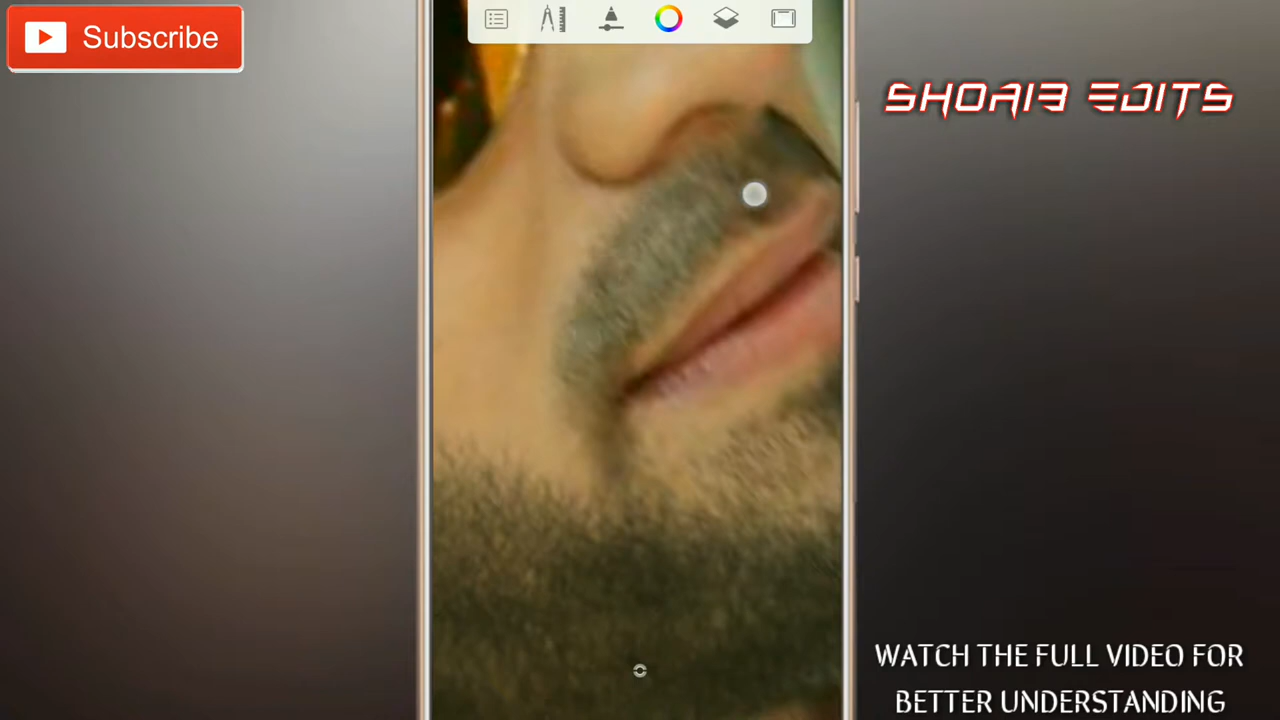 Subscribe
SHOAIB EDITS
WATCH THE FULL VIDEO FOR
BETTER UNDERSTANDING